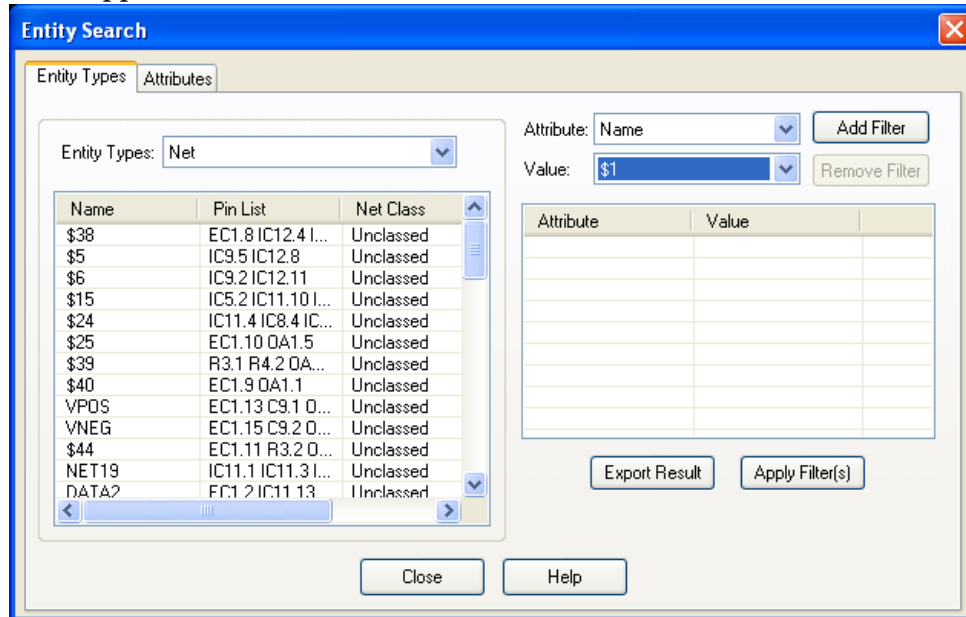 Entity Search
Entity Types Attributes
Entity Types: Net
Name Pin List Net Class
$38 EC1.8 IC12.4 I... Unclassed
$5 IC9.5 IC12.8 Unclassed
$6 IC9.2 IC12.11 Unclassed
$15 IC5.2 IC11.10 I... Unclassed
$24 IC11.4 IC8.4 IC... Unclassed
$25 EC1.10 OA1.5 Unclassed
$39 R3.1 R4.2 OA... Unclassed
$40 EC1.9 OA1.1 Unclassed
VPOS EC1.13 C9.1 O... Unclassed
VNEG EC1.15 C9.2 O... Unclassed
$44 EC1.11 R3.2 O... Unclassed
NET19 IC11.1 IC11.3 I... Unclassed
DATA2 EC1.2 IC11.13 Unclassed
Attribute: Name Add Filter
Value: $1 Remove Filter
Attribute Value
Export Result Apply Filter(s)
Close Help